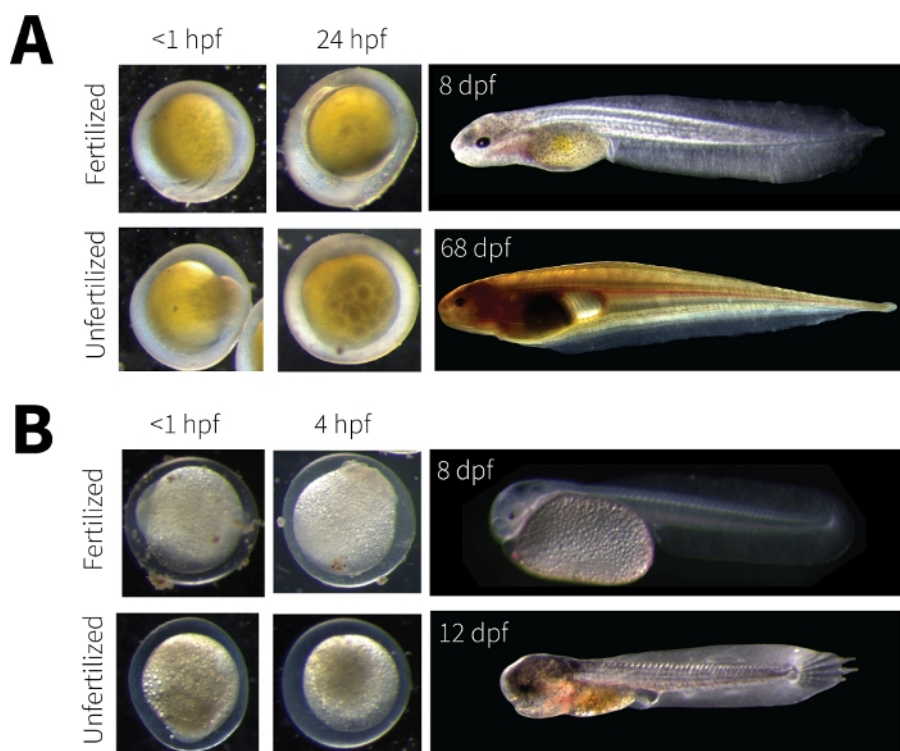 A
<1 hpf
24 hpf
Fertilized
8 dpf
Unfertilized
68 dpf
B
<1 hpf
4 hpf
Fertilized
8 dpf
Unfertilized
12 dpf